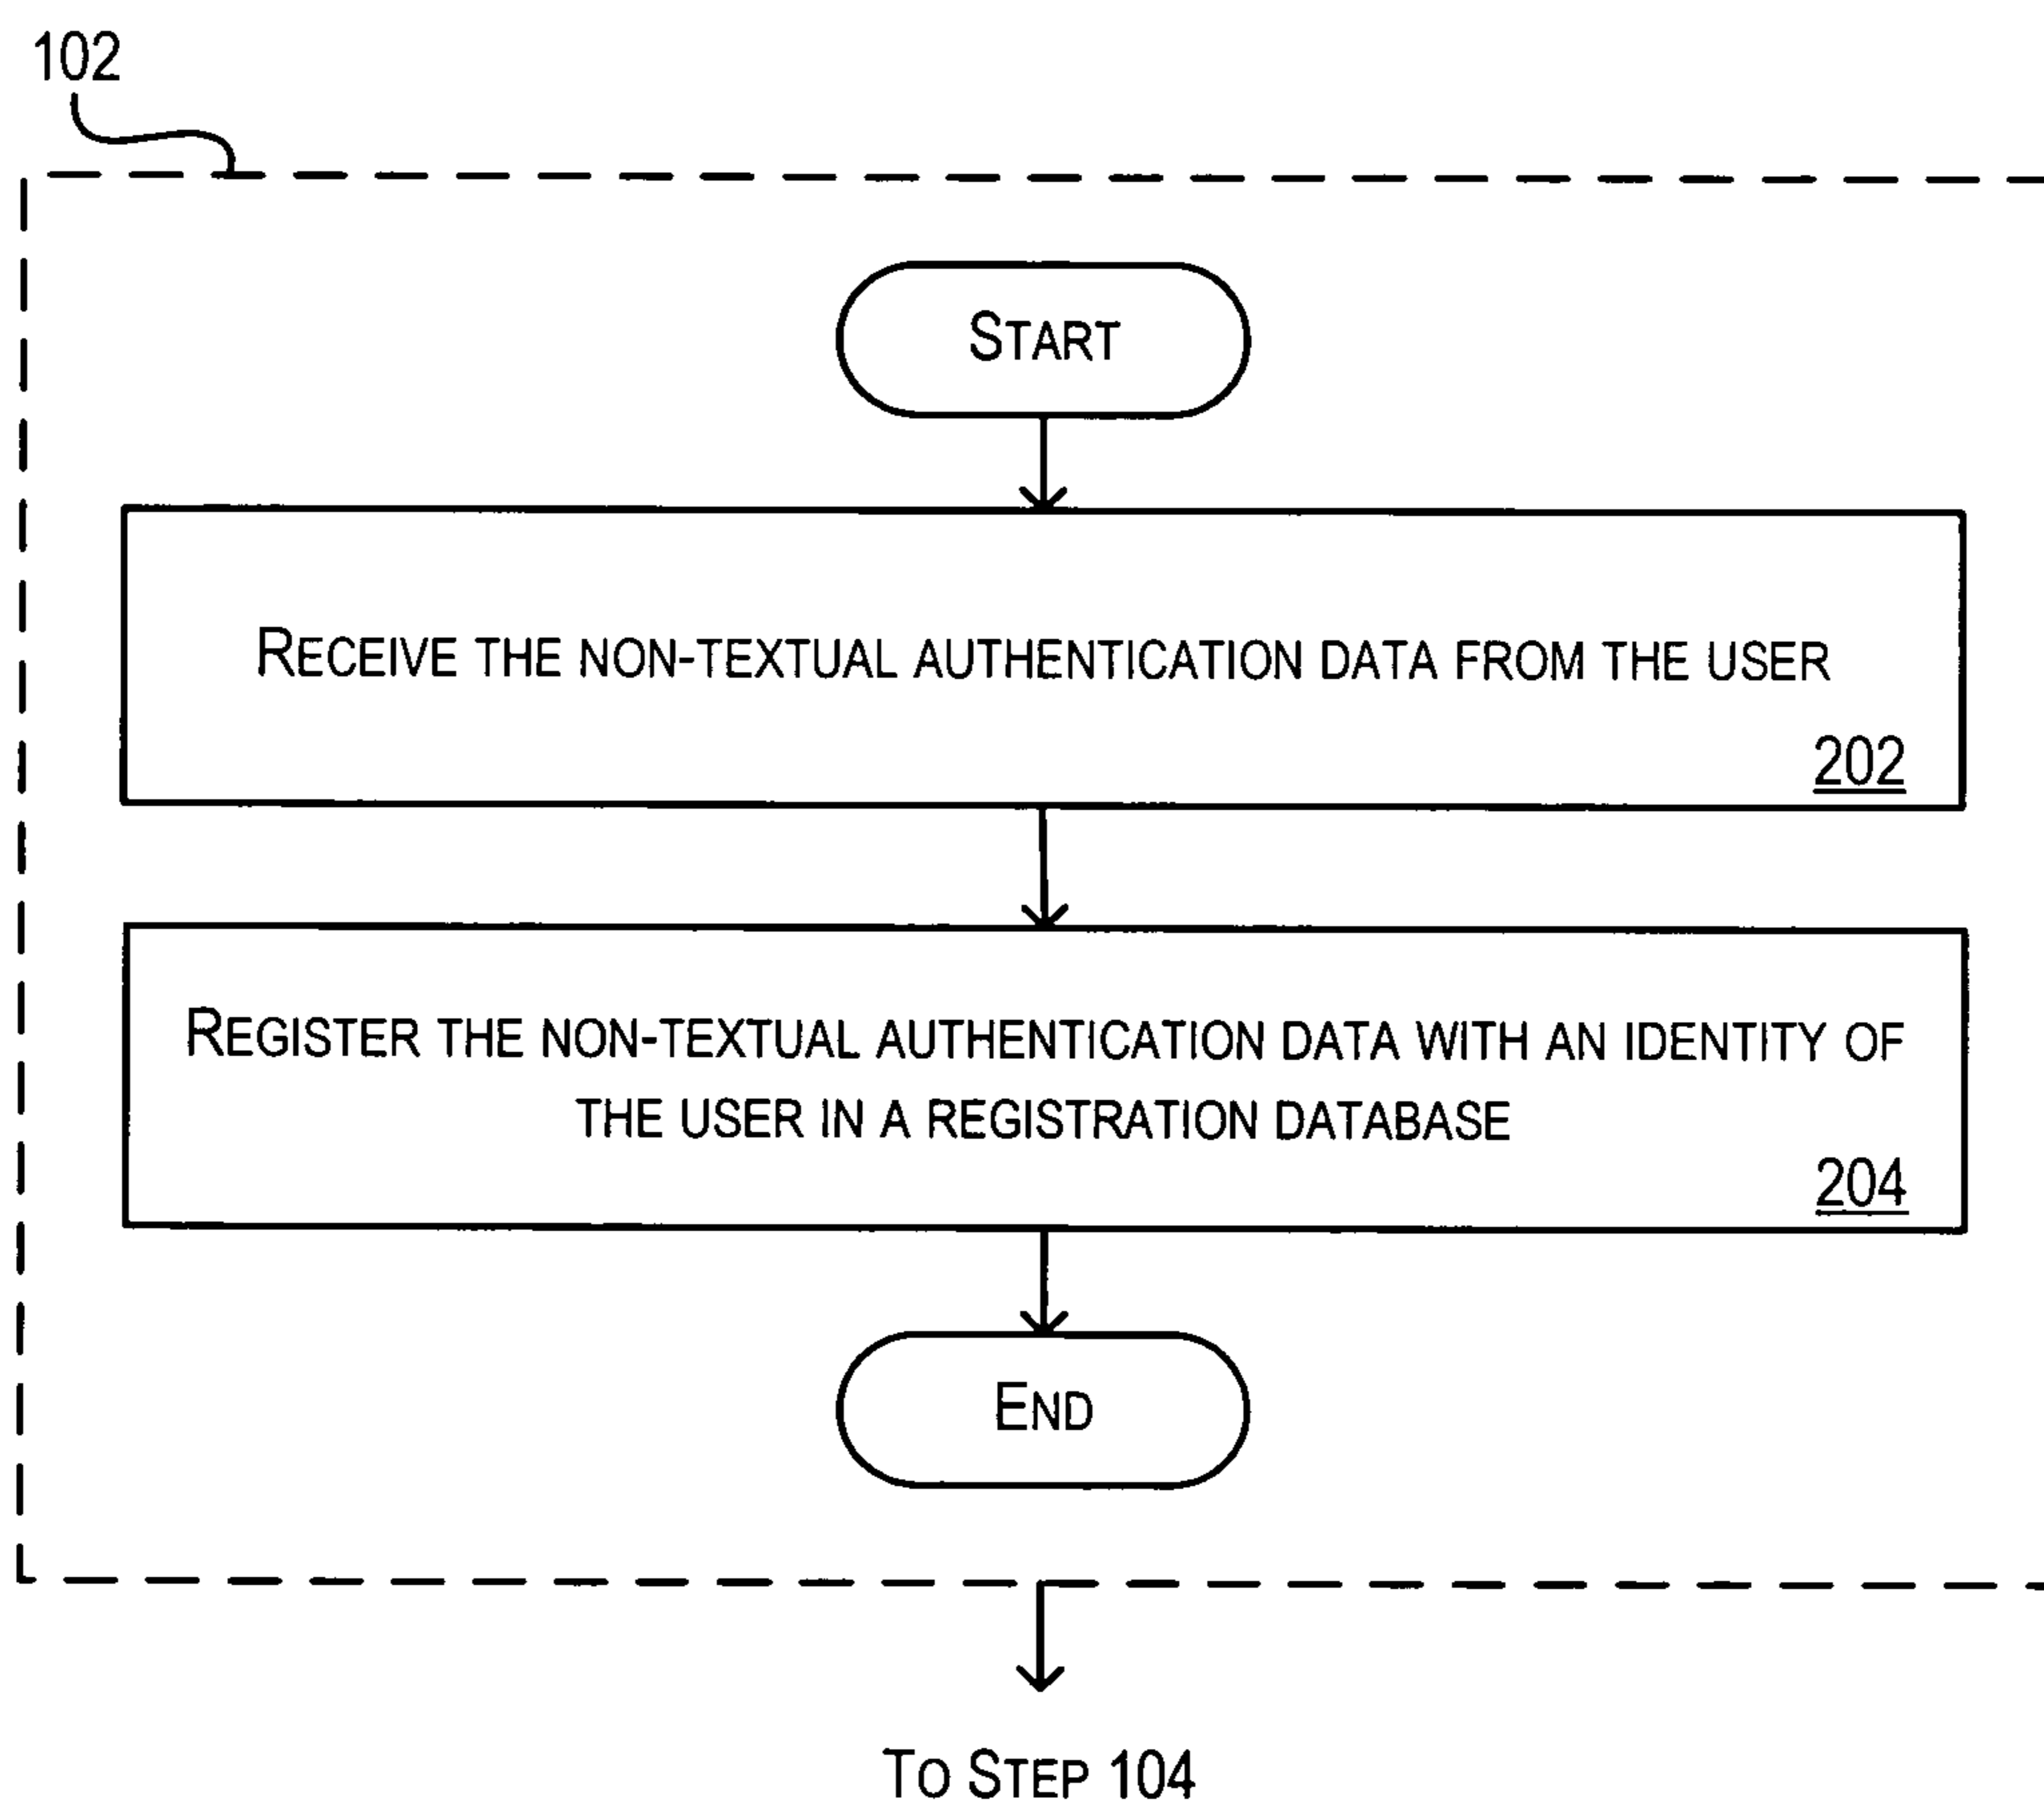 102
START
RECEIVE THE NON-TEXTUAL AUTHENTICATION DATA FROM THE USER
202
REGISTER THE NON-TEXTUAL AUTHENTICATION DATA WITH AN IDENTITY OF
THE USER IN A REGISTRATION DATABASE
204
END
TO STEP 104